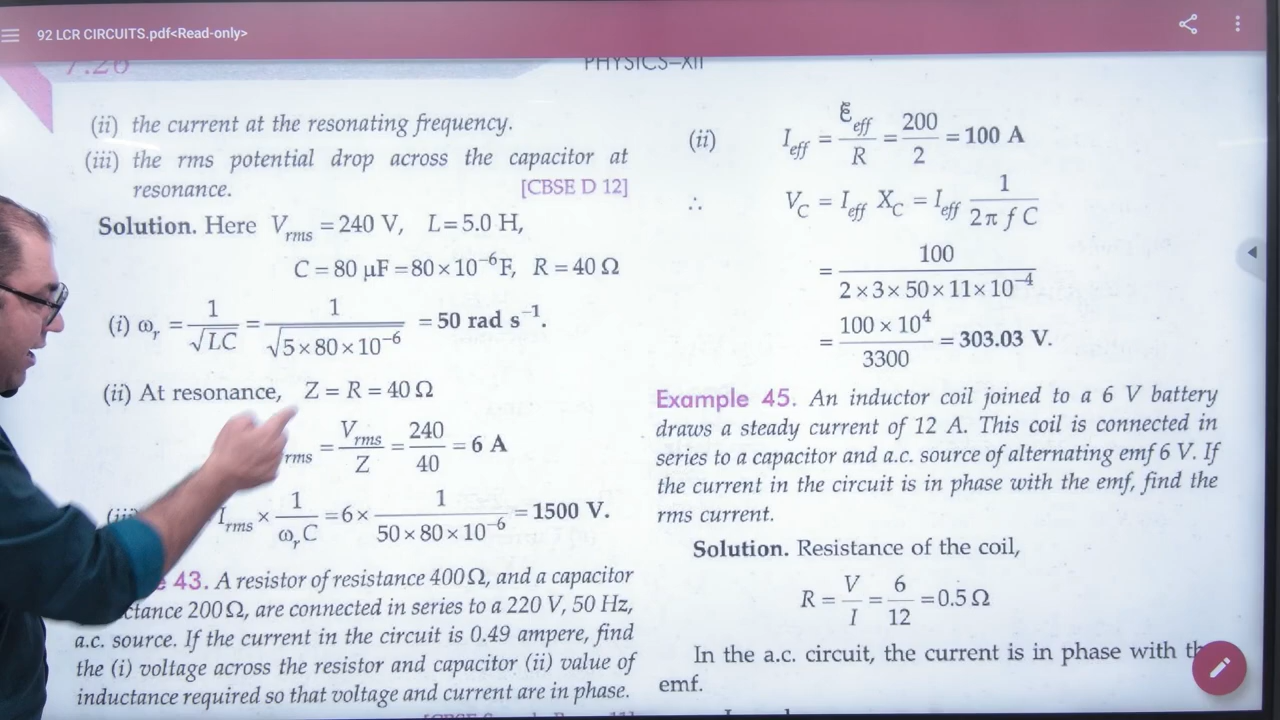 92 LCR CIRCUITS.pdf<Read-only>
7.26
PHYSICS–XII
(ii) the current at the resonating frequency.
(iii) the rms potential drop across the capacitor at
resonance. [CBSE D 12]
Solution. Here V_rms = 240 V, L = 5.0 H,
C = 80 μF = 80 × 10⁻⁶ F, R = 40 Ω
(i) ω_r = 1/√LC = 1/√(5 × 80 × 10⁻⁶) = 50 rad s⁻¹.
(ii) At resonance, Z = R = 40 Ω
rms = V_rms/Z = 240/40 = 6 A
I_rms × 1/(ω_r C) = 6 × 1/(50 × 80 × 10⁻⁶) = 1500 V.
43. A resistor of resistance 400 Ω, and a capacitor
200 Ω, are connected in series to a 220 V, 50 Hz,
a.c. source. If the current in the circuit is 0.49 ampere, find
the (i) voltage across the resistor and capacitor (ii) value of
inductance required so that voltage and current are in phase.
(ii) I_eff = ℰ_eff/R = 200/2 = 100 A
∴ V_C = I_eff X_C = I_eff 1/(2π f C)
= 100/(2 × 3 × 50 × 11 × 10⁻⁴)
= (100 × 10⁴)/3300 = 303.03 V.
Example 45. An inductor coil joined to a 6 V battery
draws a steady current of 12 A. This coil is connected in
series to a capacitor and a.c. source of alternating emf 6 V. If
the current in the circuit is in phase with the emf, find the
rms current.
Solution. Resistance of the coil,
R = V/I = 6/12 = 0.5 Ω
In the a.c. circuit, the current is in phase with
emf.